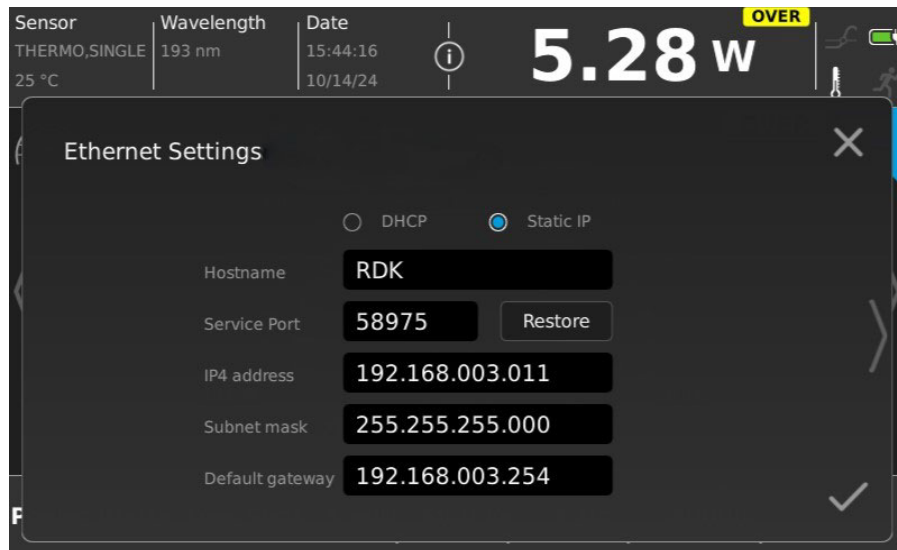 Sensor
THERMO,SINGLE
25 °C
Wavelength
193 nm
Date
15:44:16
10/14/24
i
5.28 W
OVER
Ethernet Settings
DHCP
Static IP
Hostname
RDK
Service Port
58975
Restore
IP4 address
192.168.003.011
Subnet mask
255.255.255.000
Default gateway
192.168.003.254